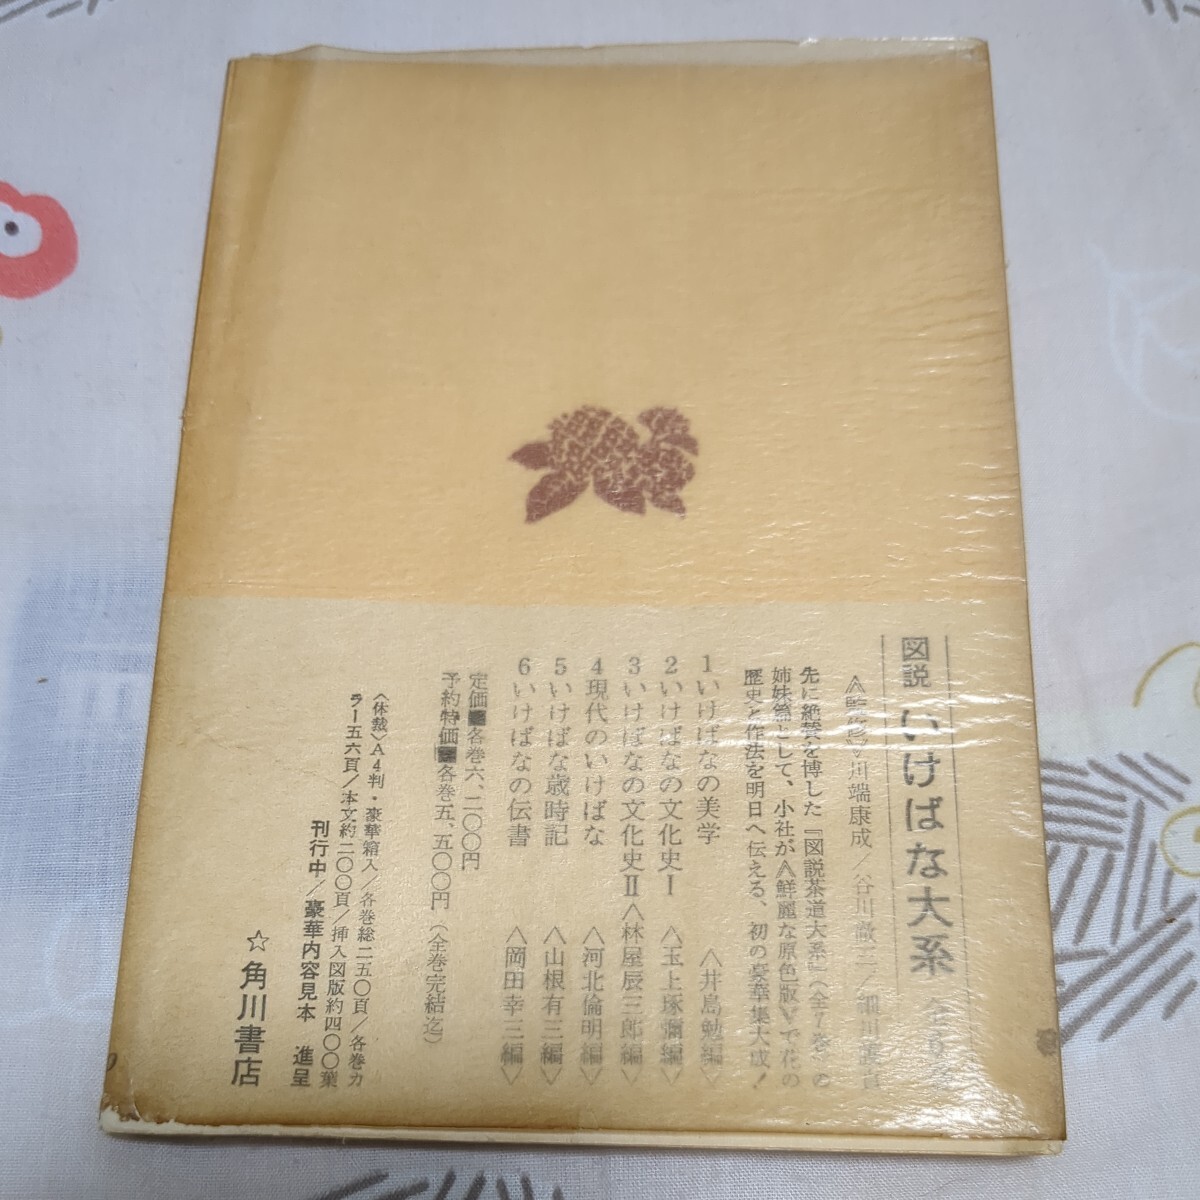 図説 いけばな大系 全6巻
《監修》川端康成/谷川徹三/細川護貞
先に絶賛を博した『図説茶道大系』(全7巻)の
姉妹篇として、小社が《鮮麗な原色版》で花の
歴史と作法を明日へ伝える、初の豪華集大成!
1 いけばなの美学 〈井島勉編〉
2 いけばなの文化史Ⅰ 〈玉上琢彌編〉
3 いけばなの文化史Ⅱ 〈林屋辰三郎編〉
4 現代のいけばな 〈河北倫明編〉
5 いけばな歳時記 〈山根有三編〉
6 いけばなの伝書 〈岡田幸三編〉
定価■各巻六、二〇〇円
予約特価■各巻五、五〇〇円(全巻完結迄)
〈体裁〉A4判・豪華箱入/各巻総二五〇頁/各巻カ
ラー五六頁/本文約二〇〇頁/挿入図版約四〇〇葉
刊行中/豪華内容見本 進呈
☆角川書店